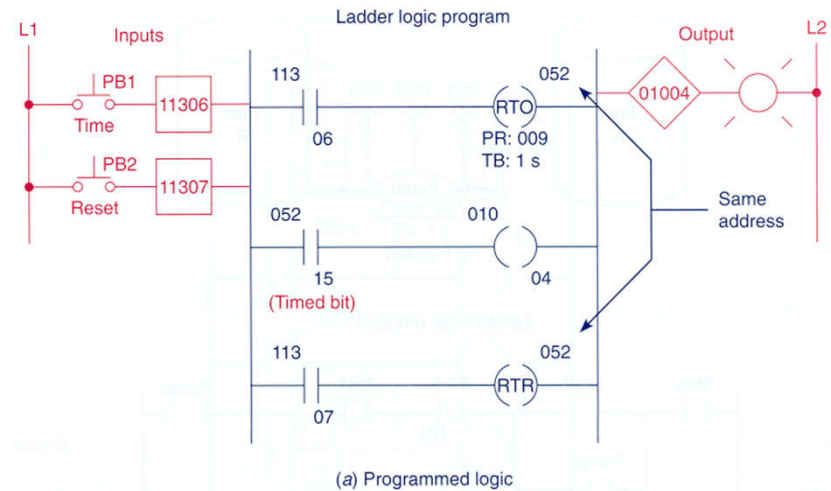 Ladder logic program
L1
Inputs
Output
L2
PB1
11306
Time
PB2
11307
Reset
113
06
052
RTO
PR: 009
TB: 1 s
01004
Same
address
052
15
(Timed bit)
010
04
113
07
052
RTR
(a) Programmed logic